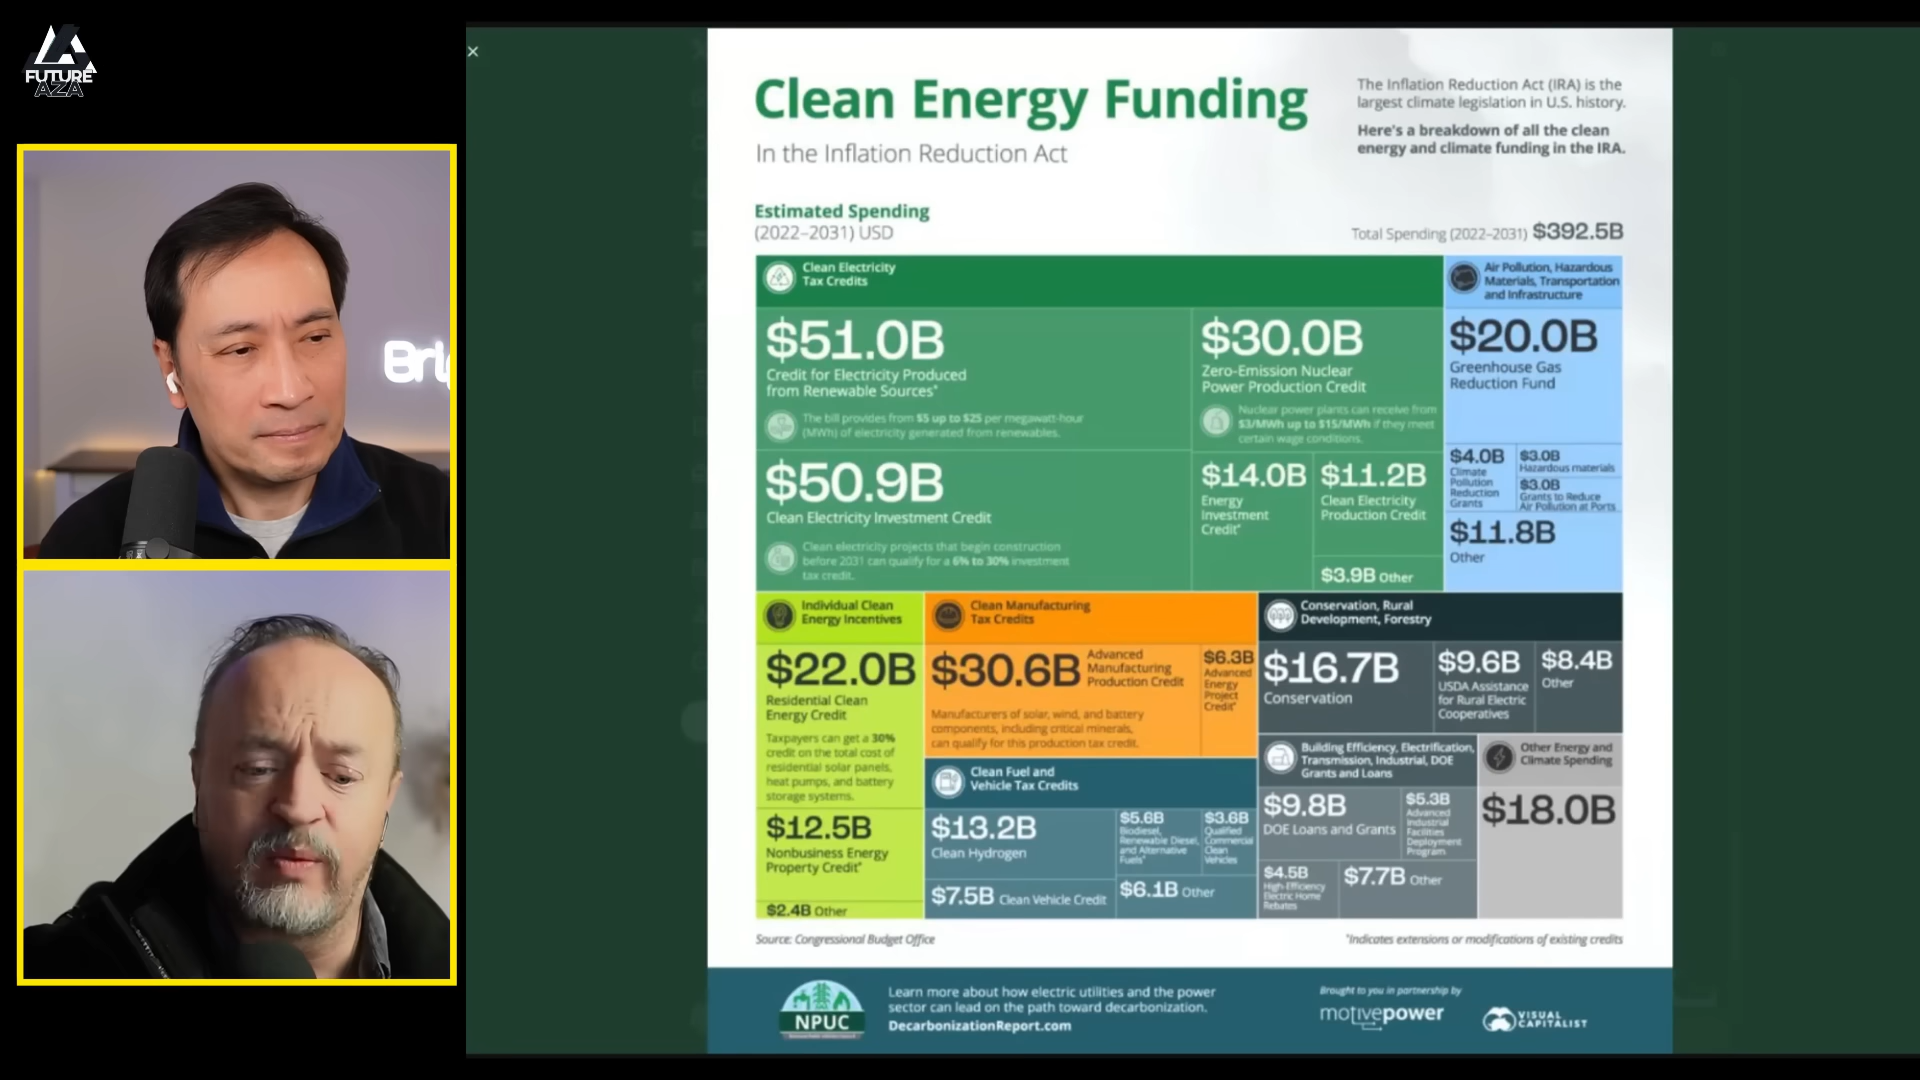 FUTURE
AZA
Bri
Clean Energy Funding
In the Inflation Reduction Act
The Inflation Reduction Act (IRA) is the
largest climate legislation in U.S. history.
Here's a breakdown of all the clean
energy and climate funding in the IRA.
Estimated Spending
(2022–2031) USD
Total Spending (2022–2031) $392.5B
Clean Electricity
Tax Credits
$51.0B
Credit for Electricity Produced
from Renewable Sources*
The bill provides from $5 up to $25 per megawatt-hour
(MWh) of electricity generated from renewables.
$30.0B
Zero-Emission Nuclear
Power Production Credit
Nuclear power plants can receive from
$3/MWh up to $15/MWh if they meet
certain wage conditions.
$50.9B
Clean Electricity Investment Credit
Clean electricity projects that begin construction
before 2031 can qualify for a 6% to 30% investment
tax credit.
$14.0B
Energy
Investment
Credit*
$11.2B
Clean Electricity
Production Credit
$3.9B Other
Air Pollution, Hazardous
Materials, Transportation
and Infrastructure
$20.0B
Greenhouse Gas
Reduction Fund
$4.0B
Climate
Pollution
Reduction
Grants
$3.0B
Hazardous materials
$3.0B
Grants to Reduce
Air Pollution at Ports
$11.8B
Other
Individual Clean
Energy Incentives
$22.0B
Residential Clean
Energy Credit
Taxpayers can get a 30%
credit on the total cost of
residential solar panels,
heat pumps, and battery
storage systems.
$12.5B
Nonbusiness Energy
Property Credit*
$2.4B Other
Clean Manufacturing
Tax Credits
$30.6B
Advanced
Manufacturing
Production Credit
Manufacturers of solar, wind, and battery
components, including critical minerals,
can qualify for this production tax credit.
$6.3B
Advanced
Energy
Project
Credit*
Clean Fuel and
Vehicle Tax Credits
$13.2B
Clean Hydrogen
$5.6B
Biodiesel,
Renewable Diesel,
and Alternative
Fuels*
$3.6B
Qualified
Commercial
Clean
Vehicles
$7.5B Clean Vehicle Credit
$6.1B Other
Conservation, Rural
Development, Forestry
$16.7B
Conservation
$9.6B
USDA Assistance
for Rural Electric
Cooperatives
$8.4B
Other
Building Efficiency, Electrification,
Transmission, Industrial, DOE
Grants and Loans
$9.8B
DOE Loans and Grants
$5.3B
Advanced
Industrial
Facilities
Deployment
Program
$4.5B
High-Efficiency
Electric Home
Rebates
$7.7B Other
Other Energy and
Climate Spending
$18.0B
Source: Congressional Budget Office
*Indicates extensions or modifications of existing credits
NPUC
Learn more about how electric utilities and the power
sector can lead on the path toward decarbonization.
DecarbonizationReport.com
Brought to you in partnership by
motivepower
VISUAL
CAPITALIST